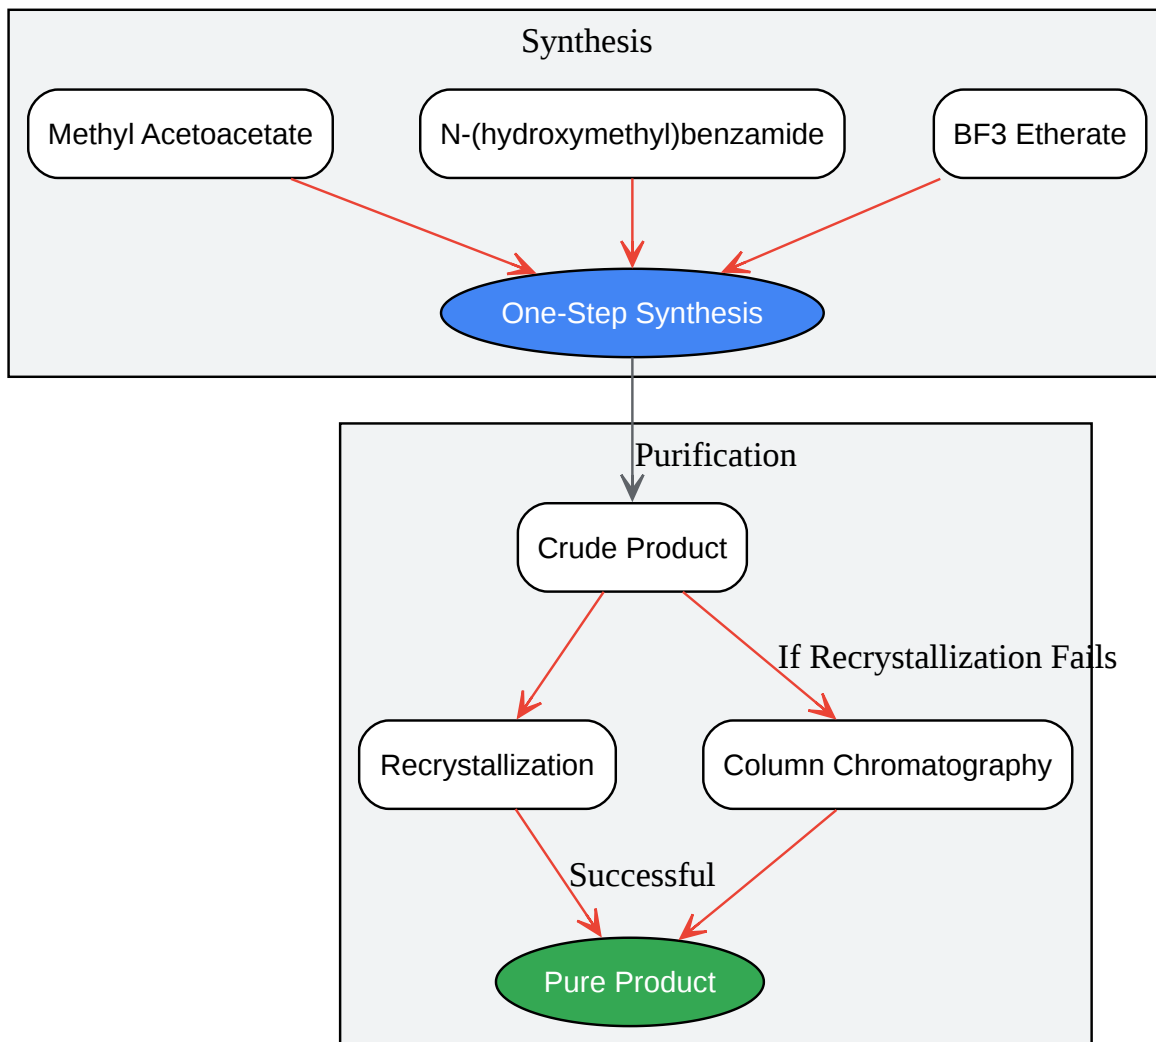 Synthesis
Methyl Acetoacetate
N-(hydroxymethyl)benzamide
BF3 Etherate
One-Step Synthesis
Purification
Crude Product
If Recrystallization Fails
Recrystallization
Column Chromatography
Successful
Pure Product